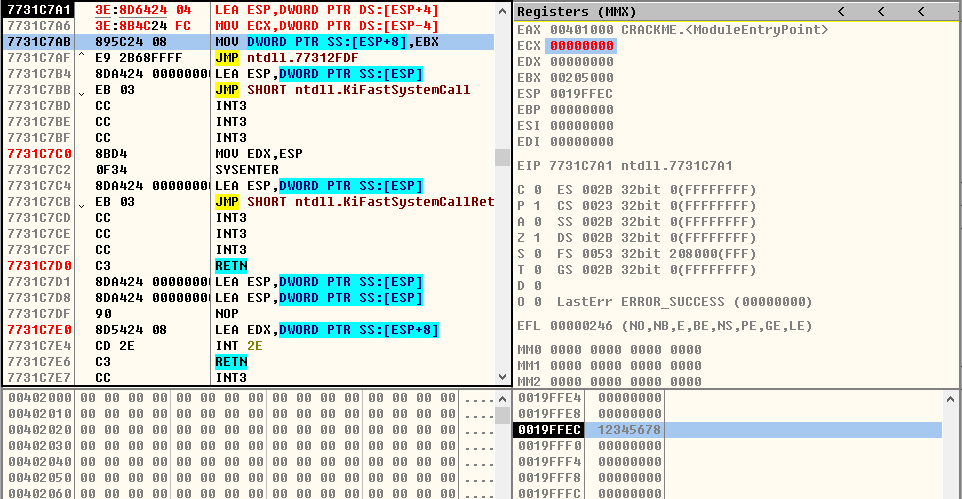 7731C7A1 3E:8D6424 04 LEA ESP,DWORD PTR DS:[ESP+4]
7731C7A6 3E:8B4C24 FC MOV ECX,DWORD PTR DS:[ESP-4]
7731C7AB 895C24 08 MOV DWORD PTR SS:[ESP+8],EBX
7731C7AF E9 2B68FFFF JMP ntdll.77312FDF
7731C7B4 8DA424 0000000 LEA ESP,DWORD PTR SS:[ESP]
7731C7BB EB 03 JMP SHORT ntdll.KiFastSystemCall
7731C7BD CC INT3
7731C7BE CC INT3
7731C7BF CC INT3
7731C7C0 8BD4 MOV EDX,ESP
7731C7C2 0F34 SYSENTER
7731C7C4 8DA424 0000000 LEA ESP,DWORD PTR SS:[ESP]
7731C7CB EB 03 JMP SHORT ntdll.KiFastSystemCallRet
7731C7CD CC INT3
7731C7CE CC INT3
7731C7CF CC INT3
7731C7D0 C3 RETN
7731C7D1 8DA424 0000000 LEA ESP,DWORD PTR SS:[ESP]
7731C7D8 8DA424 0000000 LEA ESP,DWORD PTR SS:[ESP]
7731C7DF 90 NOP
7731C7E0 8D5424 08 LEA EDX,DWORD PTR SS:[ESP+8]
7731C7E4 CD 2E INT 2E
7731C7E6 C3 RETN
7731C7E7 CC INT3
Registers (MMX) < < <
EAX 00401000 CRACKME.<ModuleEntryPoint>
ECX 00000000
EDX 00000000
EBX 00205000
ESP 0019FFEC
EBP 00000000
ESI 00000000
EDI 00000000
EIP 7731C7A1 ntdll.7731C7A1
C 0 ES 002B 32bit 0(FFFFFFFF)
P 1 CS 0023 32bit 0(FFFFFFFF)
A 0 SS 002B 32bit 0(FFFFFFFF)
Z 1 DS 002B 32bit 0(FFFFFFFF)
S 0 FS 0053 32bit 208000(FFF)
T 0 GS 002B 32bit 0(FFFFFFFF)
D 0
O 0 LastErr ERROR_SUCCESS (00000000)
EFL 00000246 (NO,NB,E,BE,NS,PE,GE,LE)
MM0 0000 0000 0000 0000
MM1 0000 0000 0000 0000
MM2 0000 0000 0000 0000
00402000 00 00 00 00 00 00 00 00 00 00 00 00 00 00 00 00 ....
00402010 00 00 00 00 00 00 00 00 00 00 00 00 00 00 00 00 ....
00402020 00 00 00 00 00 00 00 00 00 00 00 00 00 00 00 00 ....
00402030 00 00 00 00 00 00 00 00 00 00 00 00 00 00 00 00 ....
00402040 00 00 00 00 00 00 00 00 00 00 00 00 00 00 00 00 ....
00402050 00 00 00 00 00 00 00 00 00 00 00 00 00 00 00 00 ....
00402060 00 00 00 00 00 00 00 00 00 00 00 00 00 00 00 00 ....
0019FFE4 00000000
0019FFE8 00000000
0019FFEC 12345678
0019FFF0 00000000
0019FFF4 00000000
0019FFF8 00000000
0019FFFC 00000000